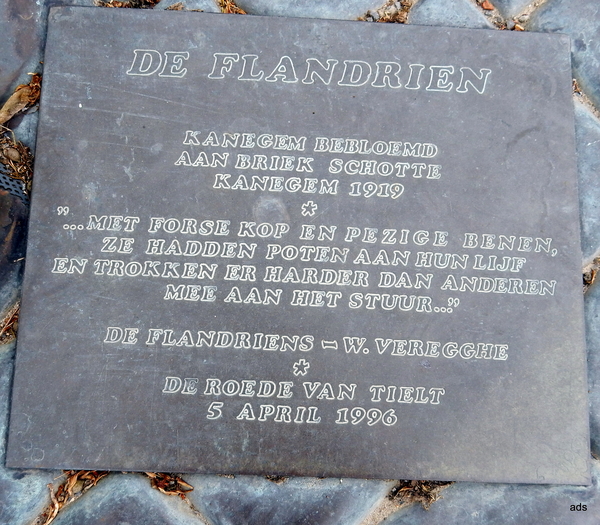 DE FLANDRIEN
KANEGEM BEBLOEMD
AAN BRIEK SCHOTTE
KANEGEM 1919
*
"...MET FORSE KOP EN PEZIGE BENEN,
ZE HADDEN POTEN AAN HUN LIJF
EN TROKKEN ER HARDER DAN ANDEREN
MEE AAN HET STUUR..."
DE FLANDRIENS - W. VEREGGHE
*
DE ROEDE VAN TIELT
5 APRIL 1996
ads